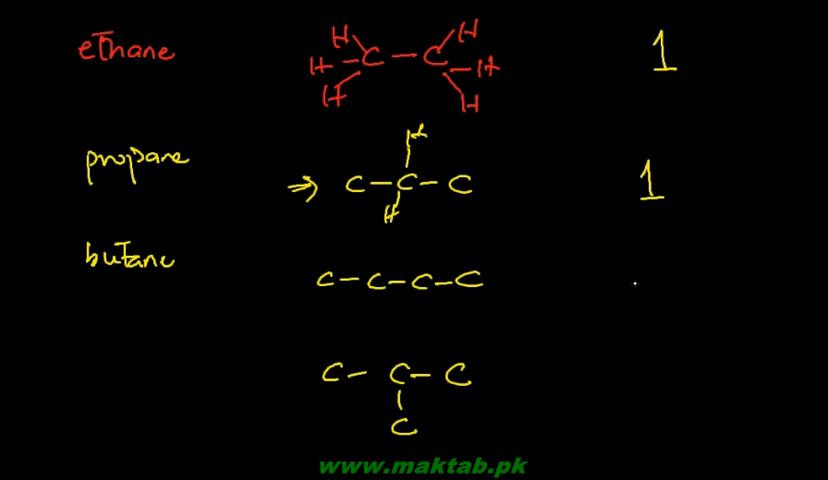 ethane
H H
H - C - C - H
H H
1
propane
H
⇒ C - C - C
H
1
butane
C - C - C - C
C - C - C
C
www.maktab.pk